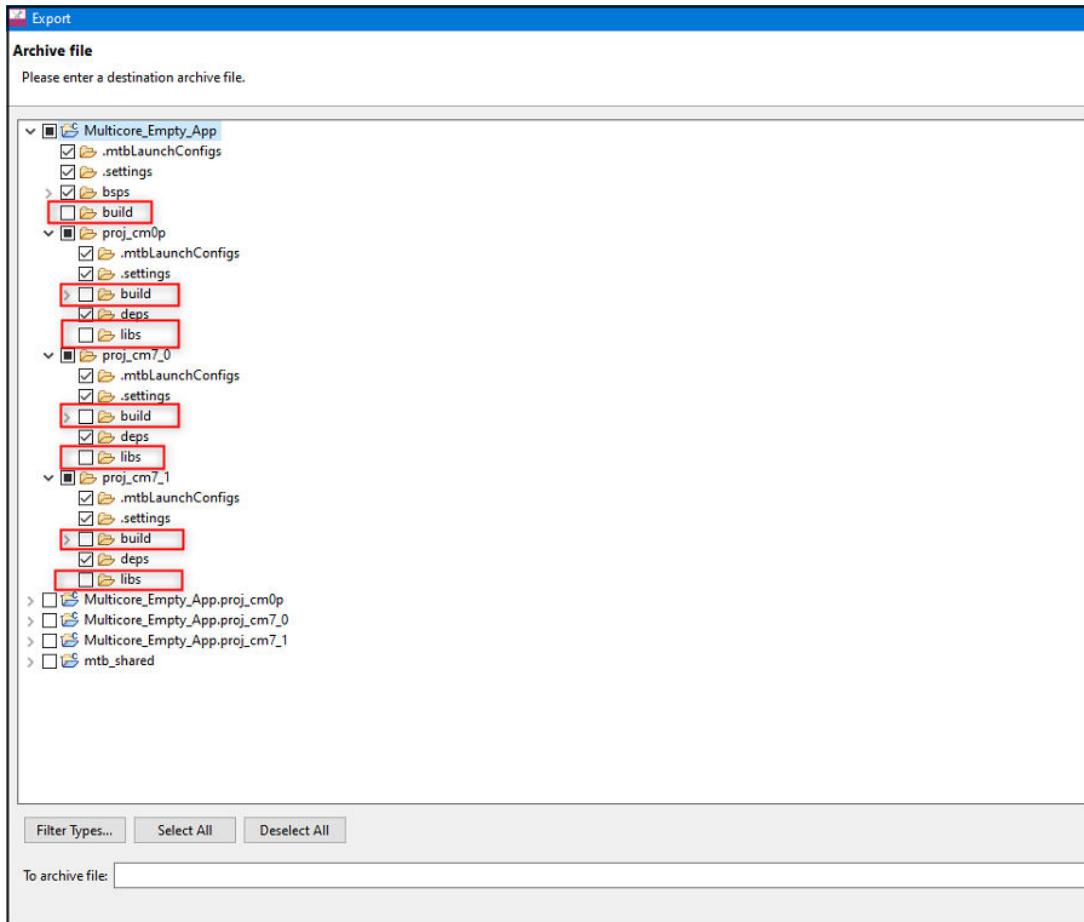 Export
Archive file
Please enter a destination archive file.
Multicore_Empty_App
.mtbLaunchConfigs
.settings
bsps
build
proj_cm0p
.mtbLaunchConfigs
.settings
build
deps
libs
proj_cm7_0
.mtbLaunchConfigs
.settings
build
deps
libs
proj_cm7_1
.mtbLaunchConfigs
.settings
build
deps
libs
Multicore_Empty_App.proj_cm0p
Multicore_Empty_App.proj_cm7_0
Multicore_Empty_App.proj_cm7_1
mtb_shared
Filter Types... Select All Deselect All
To archive file: